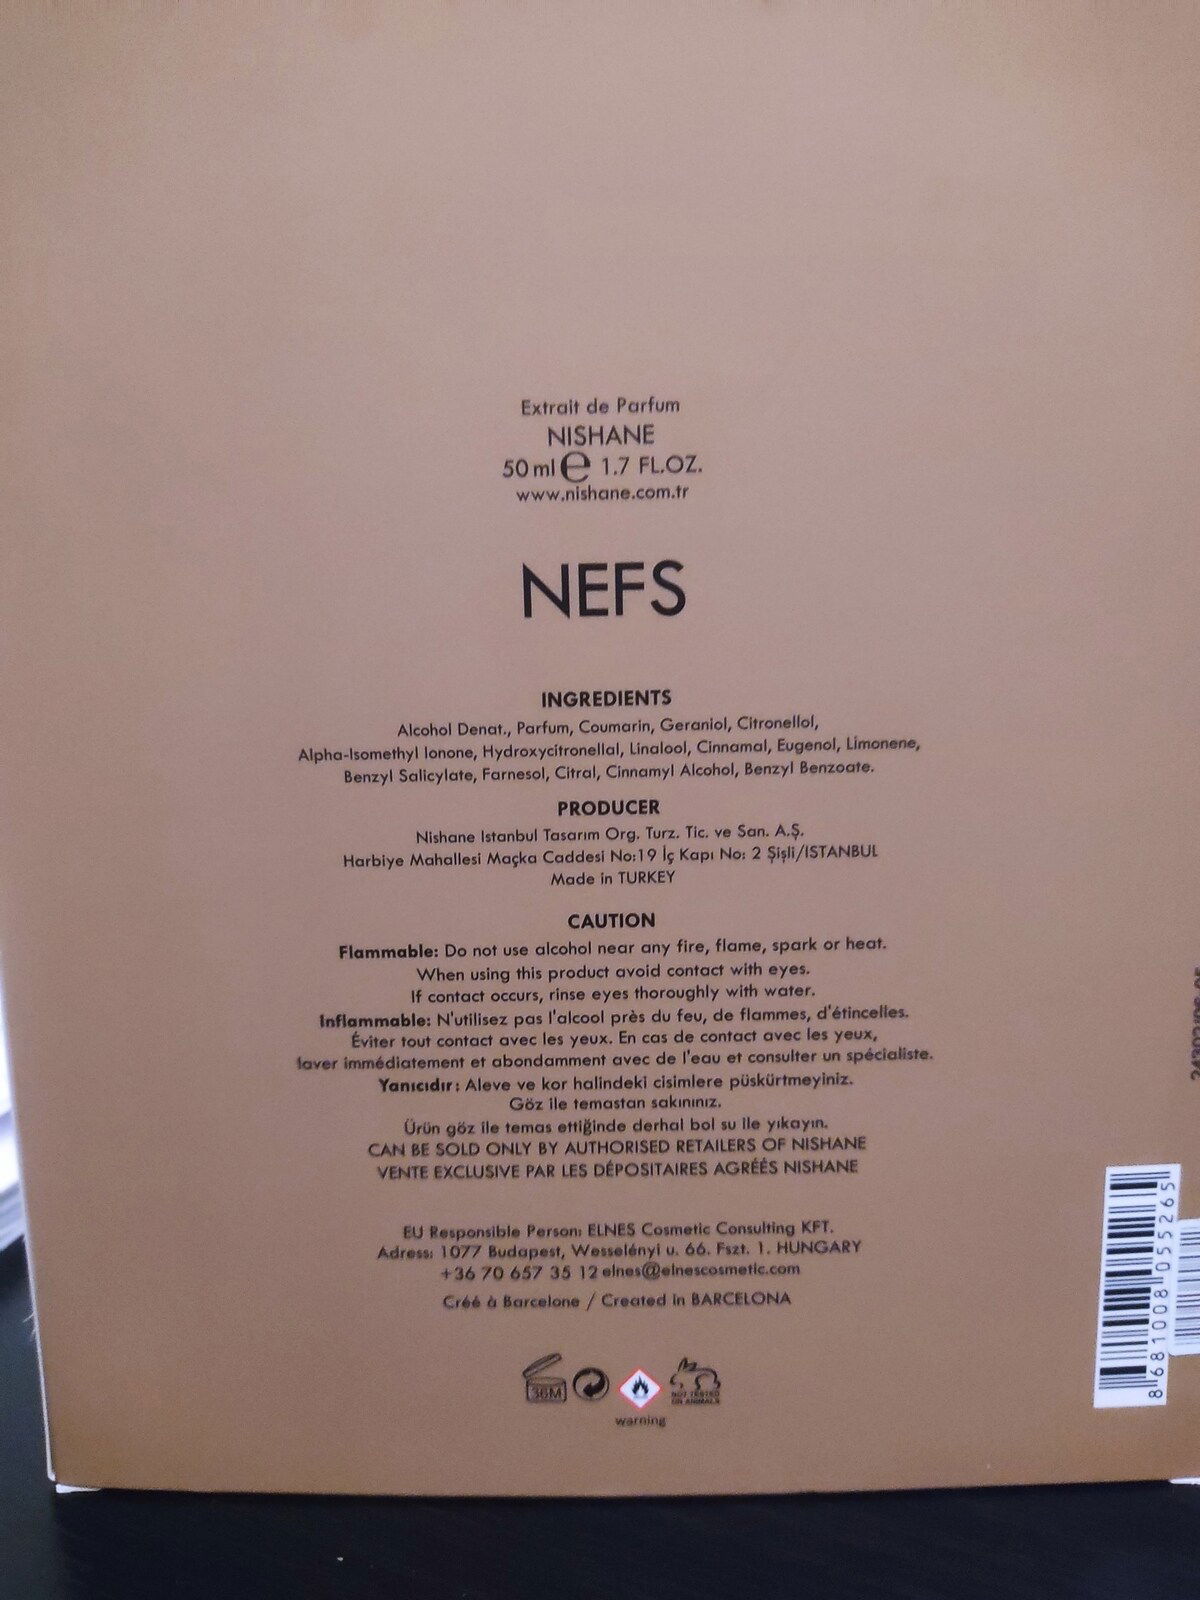 Extrait de Parfum
NISHANE
50 ml e 1.7 FL.OZ.
www.nishane.com.tr
NEFS
INGREDIENTS
Alcohol Denat., Parfum, Coumarin, Geraniol, Citronellol,
Alpha-Isomethyl Ionone, Hydroxycitronellal, Linalool, Cinnamal, Eugenol, Limonene,
Benzyl Salicylate, Farnesol, Citral, Cinnamyl Alcohol, Benzyl Benzoate.
PRODUCER
Nishane Istanbul Tasarım Org. Turz. Tic. ve San. A.Ş.
Harbiye Mahallesi Maçka Caddesi No:19 İç Kapı No: 2 Şişli/ISTANBUL
Made in TURKEY
CAUTION
Flammable: Do not use alcohol near any fire, flame, spark or heat.
When using this product avoid contact with eyes.
If contact occurs, rinse eyes thoroughly with water.
Inflammable: N'utilisez pas l'alcool près du feu, de flammes, d'étincelles.
Éviter tout contact avec les yeux. En cas de contact avec les yeux,
laver immédiatement et abondamment avec de l'eau et consulter un spécialiste.
Yanıcıdır: Aleve ve kor halindeki cisimlere püskürtmeyiniz.
Göz ile temastan sakınınız.
Ürün göz ile temas ettiğinde derhal bol su ile yıkayın.
CAN BE SOLD ONLY BY AUTHORISED RETAILERS OF NISHANE
VENTE EXCLUSIVE PAR LES DÉPOSITAIRES AGRÉÉS NISHANE
EU Responsible Person: ELNES Cosmetic Consulting KFT.
Adress: 1077 Budapest, Wesselényi u. 66. Fszt. 1. HUNGARY
+36 70 657 35 12 elnes@elnescosmetic.com
Créé à Barcelone / Created in BARCELONA
36M
NOT TESTED
ON ANIMALS
warning
8681008055265